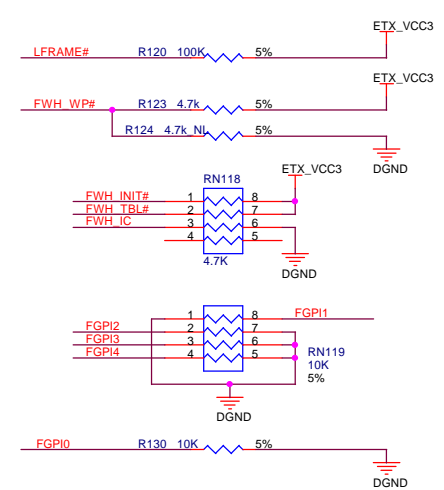 ETX_VCC3
LFRAME# R120 100K 5%
ETX_VCC3
FWH_WP# R123 4.7k 5%
R124 4.7k_NL 5%
DGND
ETX_VCC3
RN118
FWH_INIT# 1 8
FWH_TBL# 2 7
FWH_IC 3 6
4 5
4.7K
DGND
1 8 FGPI1
FGPI2 2 7
FGPI3 3 6 RN119
FGPI4 4 5 10K
5%
DGND
FGPI0 R130 10K 5%
DGND